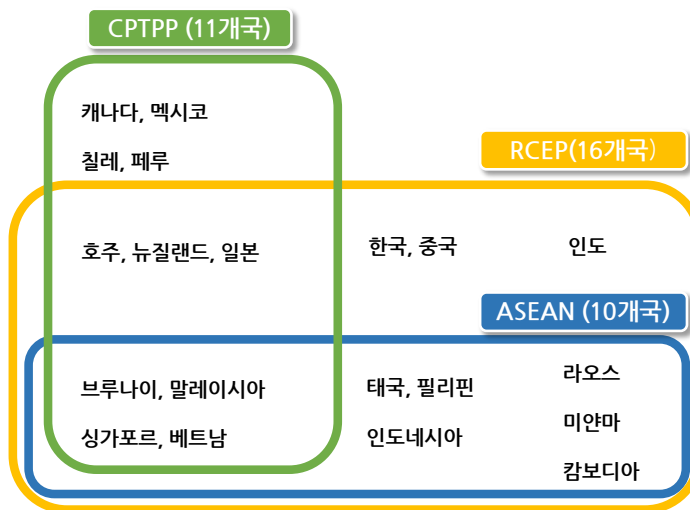 CPTPP (11개국)
캐나다, 멕시코
칠레, 페루
RCEP(16개국)
호주, 뉴질랜드, 일본
한국, 중국
인도
ASEAN (10개국)
브루나이, 말레이시아
싱가포르, 베트남
태국, 필리핀
인도네시아
라오스
미얀마
캄보디아